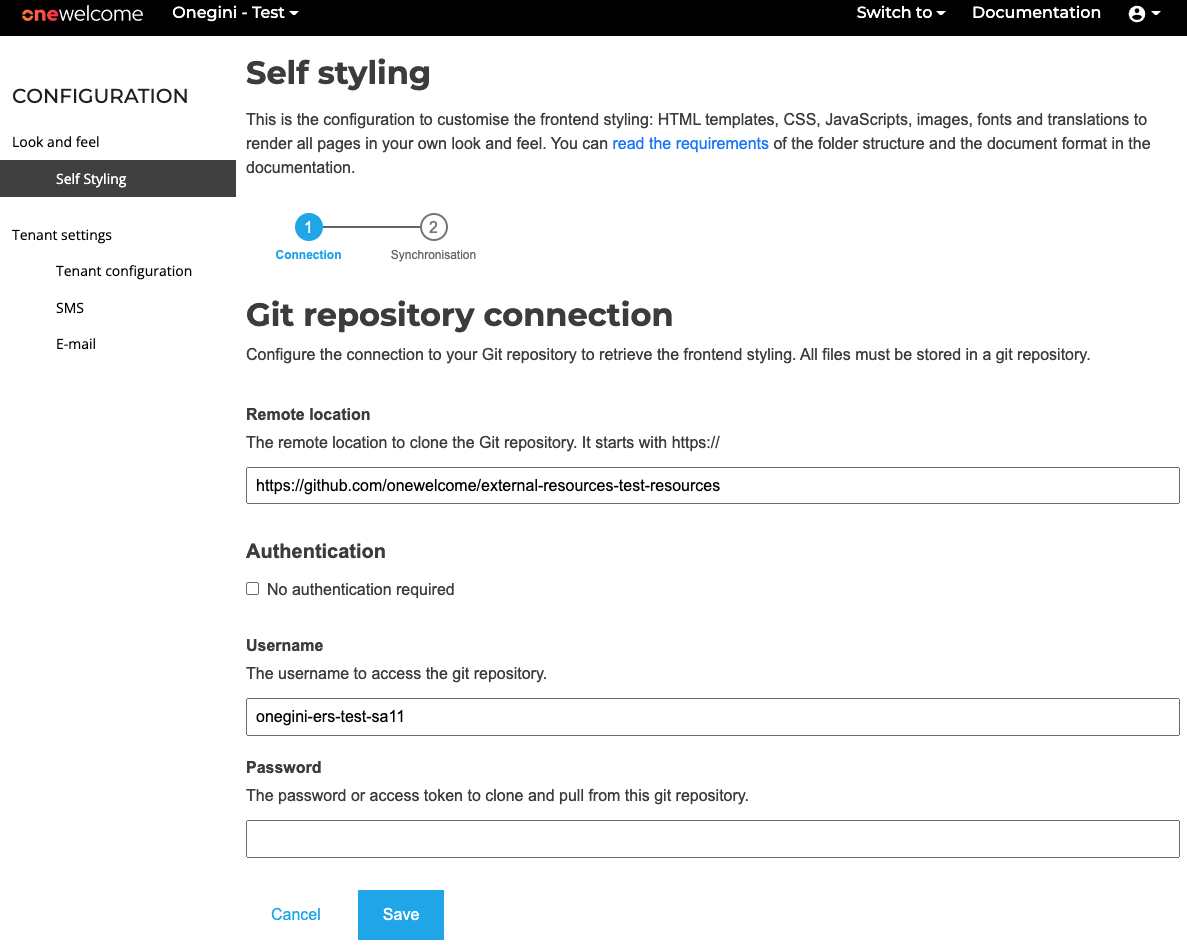 onewelcome Onegini - Test Switch to Documentation
CONFIGURATION
Look and feel
Self Styling
Tenant settings
Tenant configuration
SMS
E-mail
Self styling
This is the configuration to customise the frontend styling: HTML templates, CSS, JavaScripts, images, fonts and translations to
render all pages in your own look and feel. You can read the requirements of the folder structure and the document format in the
documentation.
1 2
Connection Synchronisation
Git repository connection
Configure the connection to your Git repository to retrieve the frontend styling. All files must be stored in a git repository.
Remote location
The remote location to clone the Git repository. It starts with https://
https://github.com/onewelcome/external-resources-test-resources
Authentication
No authentication required
Username
The username to access the git repository.
onegini-ers-test-sa11
Password
The password or access token to clone and pull from this git repository.
Cancel Save